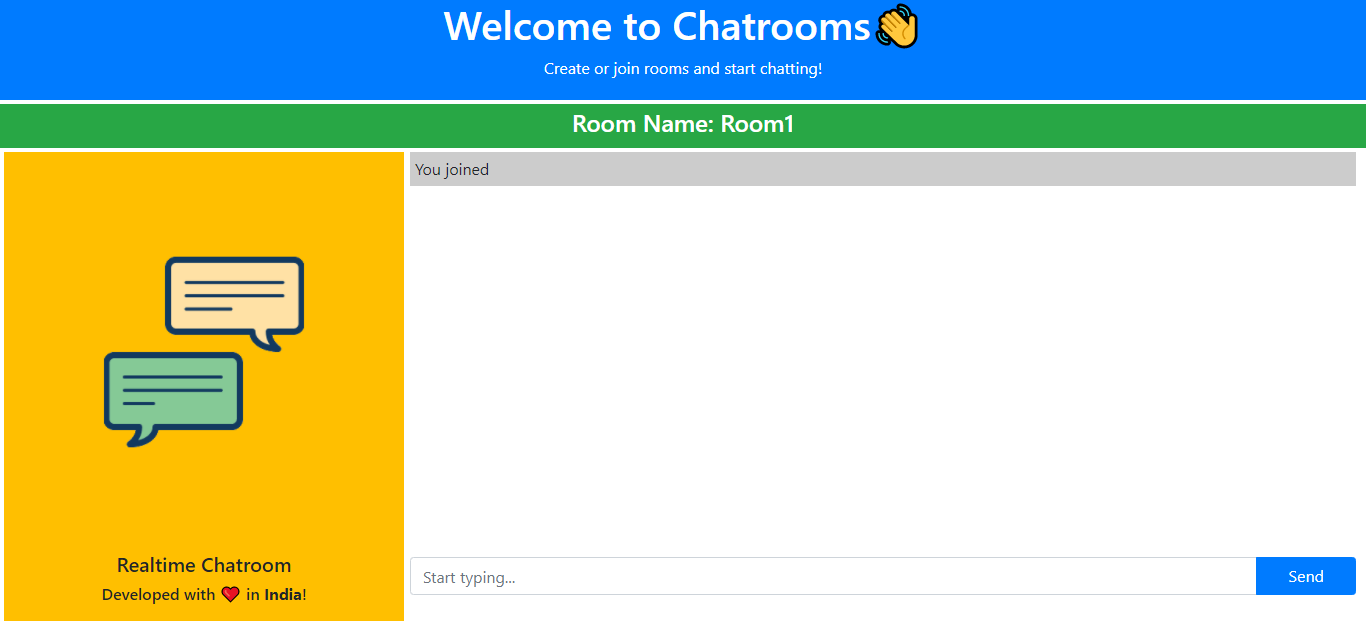 Welcome to Chatrooms
Create or join rooms and start chatting!
Room Name: Room1
You joined
Realtime Chatroom
Developed with ❤ in India!
Start typing...
Send